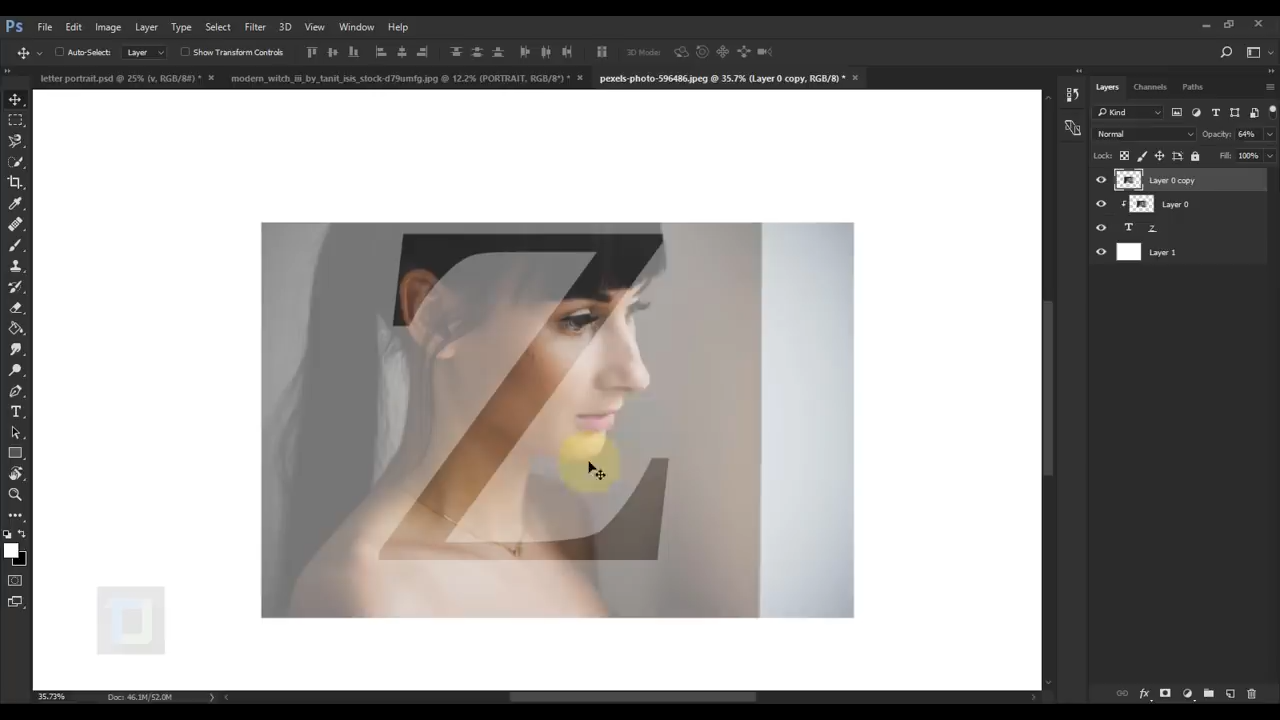 Ps File Edit Image Layer Type Select Filter 3D View Window Help
Auto-Select: Layer Show Transform Controls 3D Mode:
letter portrait.psd @ 25% (v, RGB/8#) * × modern_witch_iii_by_tanit_isis_stock-d79umfg.jpg @ 12.2% (PORTRAIT, RGB/8*) * × pexels-photo-596486.jpeg @ 35.7% (Layer 0 copy, RGB/8) * ×
Layers Channels Paths
Kind
Normal Opacity: 64%
Lock: Fill: 100%
Layer 0 copy
Layer 0
T Z
Layer 1
Z
D
35.73% Doc: 46.1M/52.0M